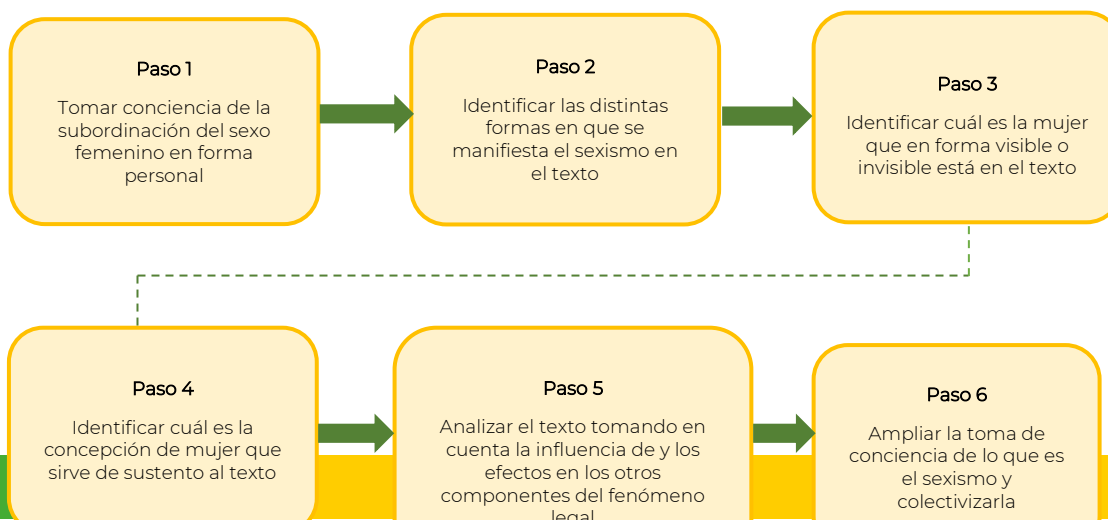 Paso 1
Tomar conciencia de la
subordinación del sexo
femenino en forma
personal
Paso 2
Identificar las distintas
formas en que se
manifiesta el sexismo en
el texto
Paso 3
Identificar cuál es la mujer
que en forma visible o
invisible está en el texto
Paso 4
Identificar cuál es la
concepción de mujer que
sirve de sustento al texto
Paso 5
Analizar el texto tomando en
cuenta la influencia de y los
efectos en los otros
componentes del fenómeno
legal
Paso 6
Ampliar la toma de
conciencia de lo que es
el sexismo y
colectivizarla